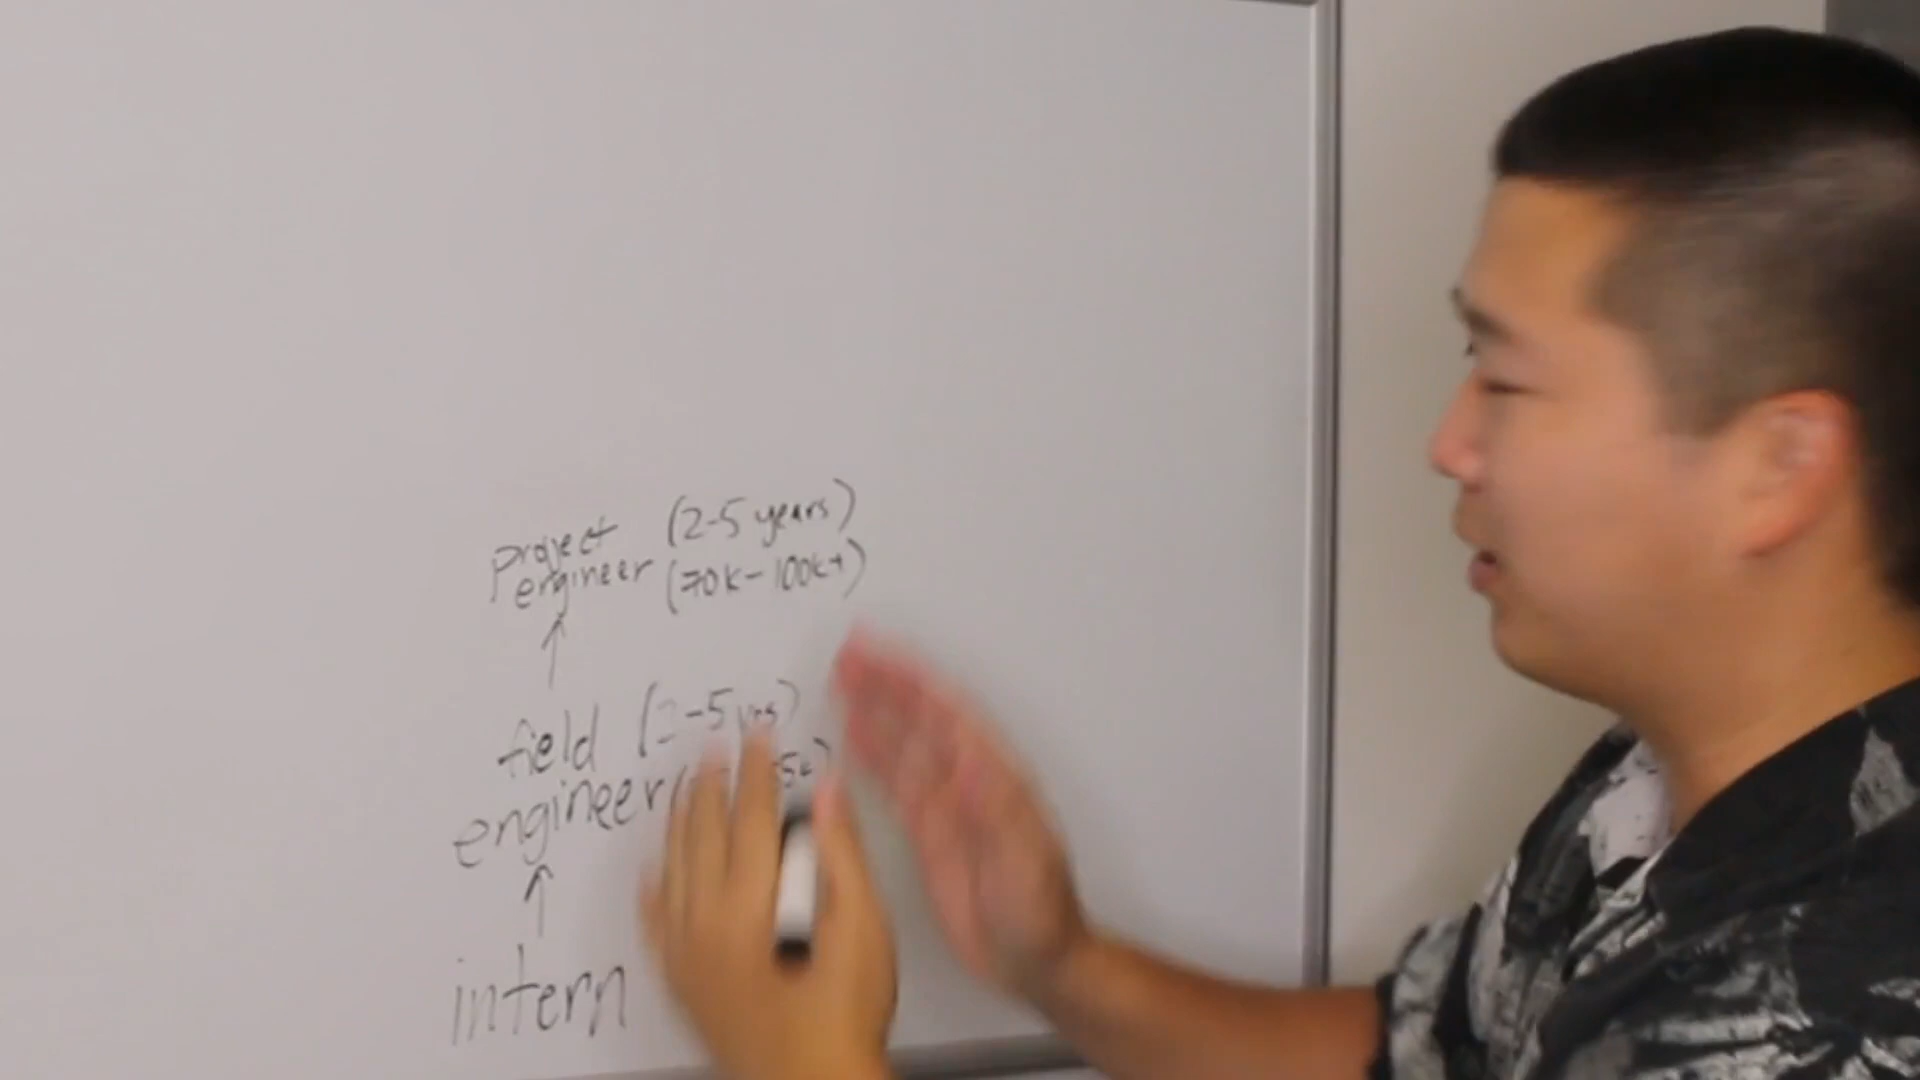 project (2-5 years)
engineer (70k-100k+)
field (2-5 yrs)
engineer
intern